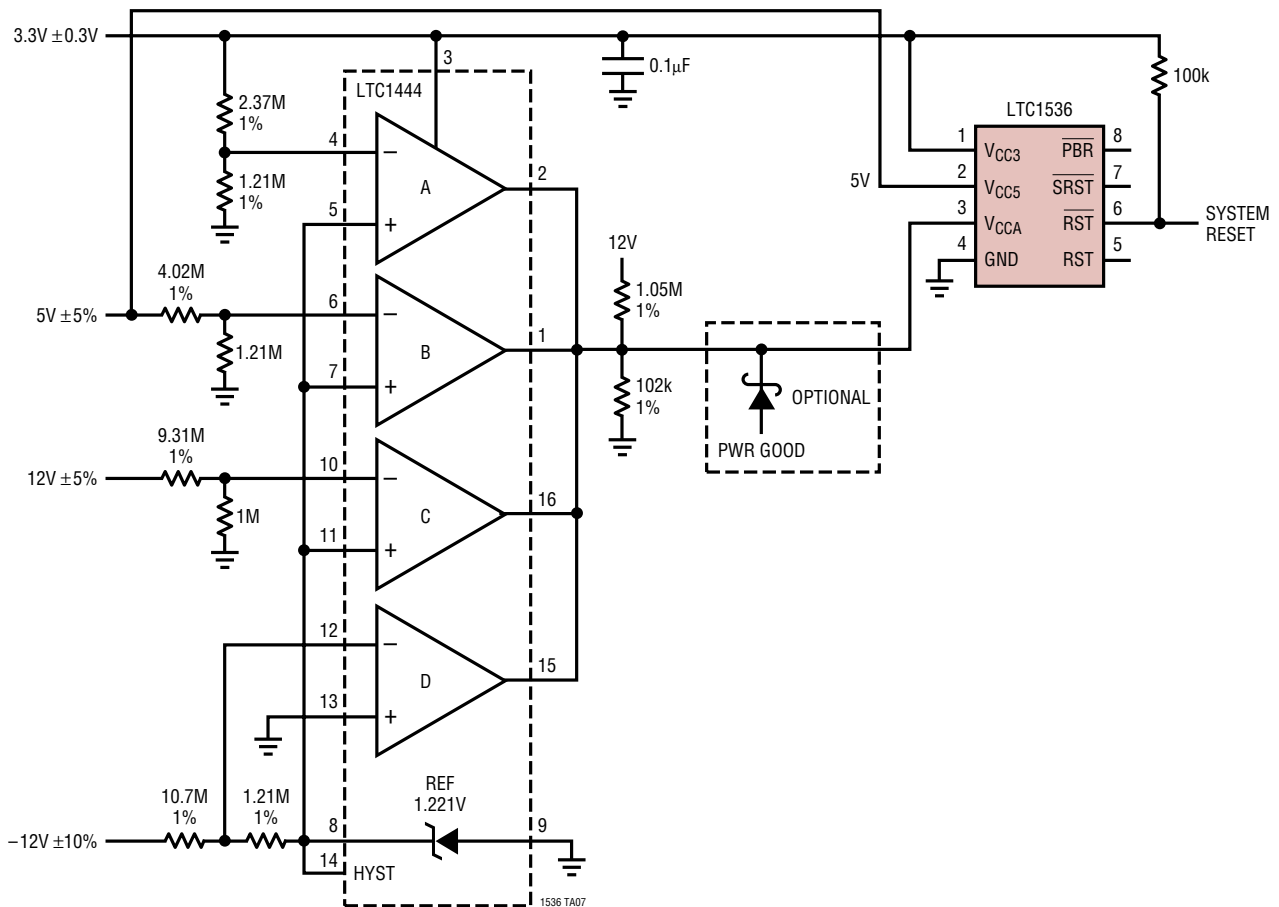 3.3V ±0.3V
3
0.1µF
100k
LTC1444
LTC1536
2.37M
1%
4
−
A
2
1.21M
1%
5
+
1
VCC3
PBR
8
5V
2
VCC5
SRST
7
3
VCCA
RST
6
SYSTEM
RESET
4
GND
RST
5
12V
1.05M
1%
4.02M
1%
5V ±5%
6
−
B
1
1.21M
7
+
102k
1%
OPTIONAL
PWR GOOD
9.31M
1%
12V ±5%
10
−
C
16
1M
11
+
12
−
D
15
13
+
REF
1.221V
10.7M
1%
1.21M
1%
−12V ±10%
8
9
14
HYST
1536 TA07